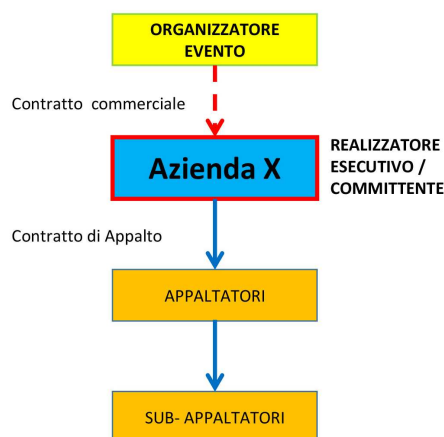 ORGANIZZATORE
EVENTO
Contratto commerciale
Azienda X
REALIZZATORE
ESECUTIVO /
COMMITTENTE
Contratto di Appalto
APPALTATORI
SUB- APPALTATORI